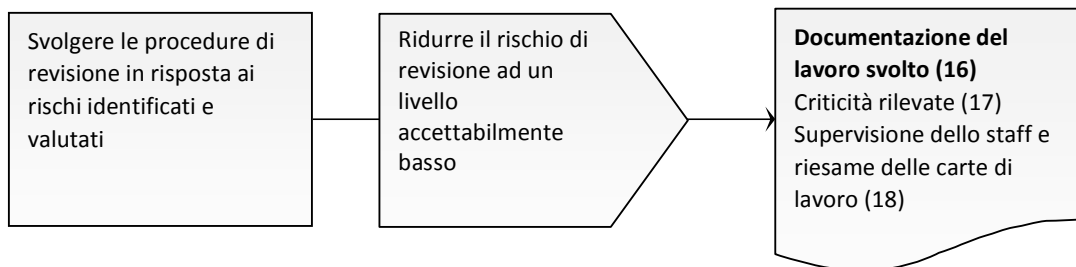 Svolgere le procedure di
revisione in risposta ai
rischi identificati e
valutati
Ridurre il rischio di
revisione ad un
livello
accettabilmente
basso
Documentazione del
lavoro svolto (16)
Criticità rilevate (17)
Supervisione dello staff e
riesame delle carte di
lavoro (18)